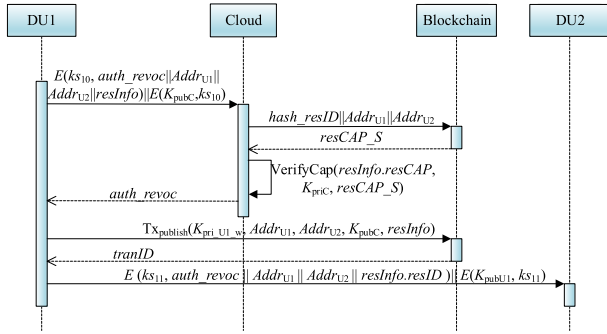 DU1 Cloud Blockchain DU2
E(ks10, auth_revoc||AddrU1||
AddrU2||resInfo)||E(KpubC,ks10)
hash_resID||AddrU1||AddrU2
resCAP_S
VerifyCap(resInfo.resCAP,
KpriC, resCAP_S)
auth_revoc
Txpublish(Kpri_U1_w, AddrU1, AddrU2, KpubC, resInfo)
tranID
E (ks11, auth_revoc || AddrU1 || AddrU2 || resInfo.resID )|| E(KpubU1, ks11)